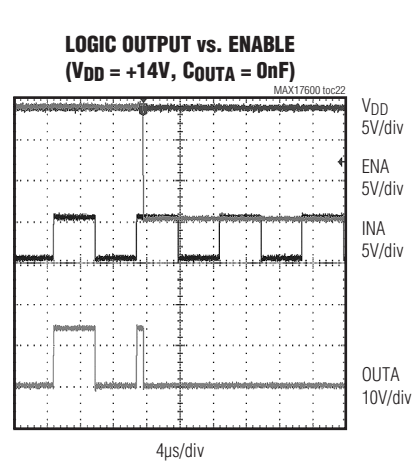 LOGIC OUTPUT vs. ENABLE
(VDD = +14V, COUTA = 0nF)
MAX17600 toc22
VDD
5V/div
ENA
5V/div
INA
5V/div
OUTA
10V/div
4µs/div